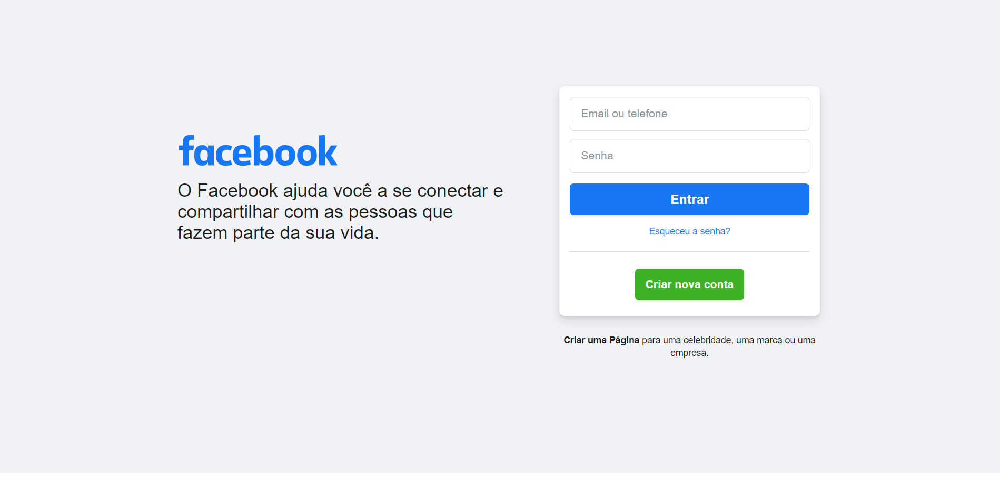 facebook
O Facebook ajuda você a se conectar e
compartilhar com as pessoas que
fazem parte da sua vida.
Email ou telefone
Senha
Entrar
Esqueceu a senha?
Criar nova conta
Criar uma Página para uma celebridade, uma marca ou uma
empresa.